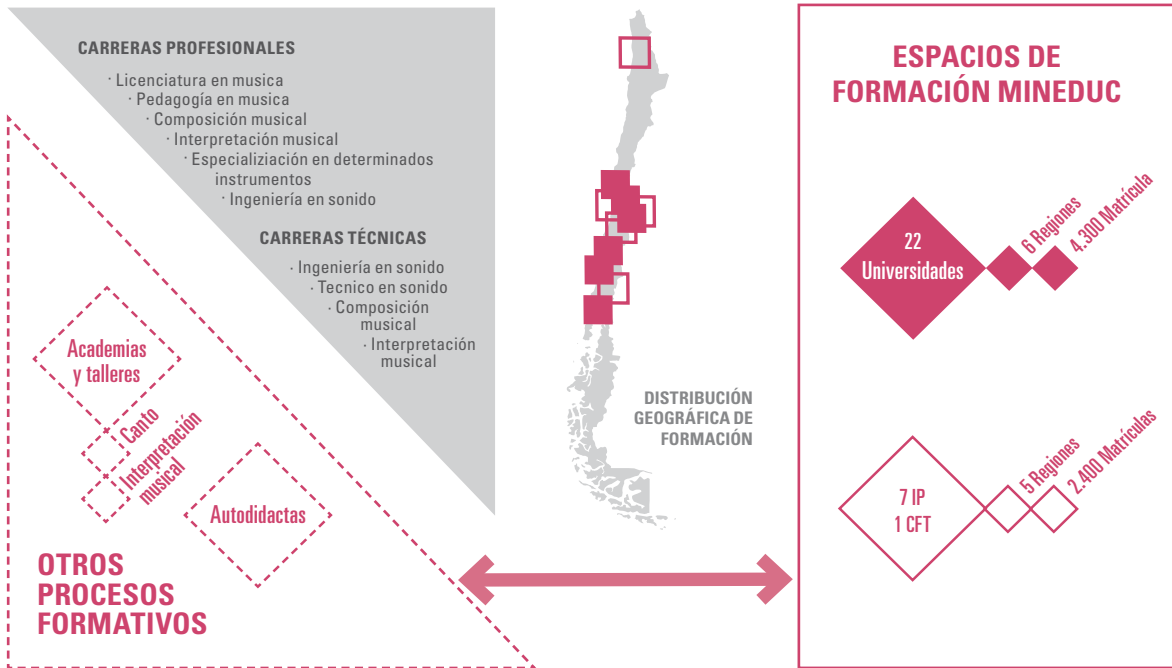 CARRERAS PROFESIONALES
· Licenciatura en musica
· Pedagogía en musica
· Composición musical
· Interpretación musical
· Especializiación en determinados
instrumentos
· Ingeniería en sonido
CARRERAS TÉCNICAS
· Ingeniería en sonido
· Tecnico en sonido
· Composición
musical
· Interpretación
musical
Academias
y talleres
Canto
Interpretación
musical
Autodidactas
OTROS
PROCESOS
FORMATIVOS
DISTRIBUCIÓN
GEOGRÁFICA DE
FORMACIÓN
ESPACIOS DE
FORMACIÓN MINEDUC
22
Universidades
6 Regiones
4.300 Matrícula
7 IP
1 CFT
5 Regiones
2.400 Matrículas